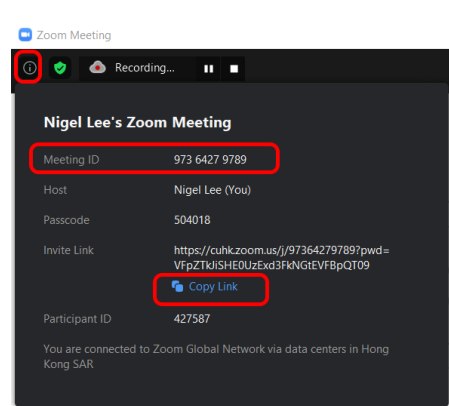 Zoom Meeting
Recording...
Nigel Lee's Zoom Meeting
Meeting ID 973 6427 9789
Host Nigel Lee (You)
Passcode 504018
Invite Link https://cuhk.zoom.us/j/97364279789?pwd=
VFpZTkJiSHE0UzExd3FkNGtEVFBpQT09
Copy Link
Participant ID 427587
You are connected to Zoom Global Network via data centers in Hong
Kong SAR